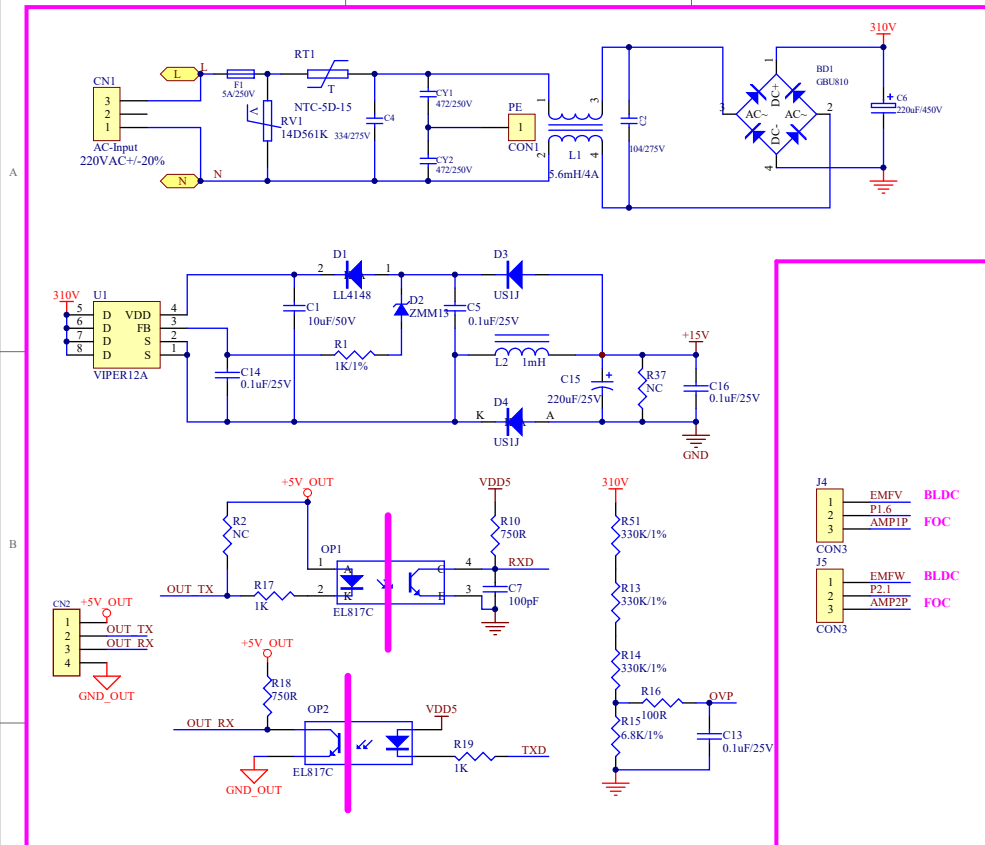 310V
RT1
BD1
GBU810
CN1
L
L
F1
5A/250V
T
1
3
2
1
NTC-5D-15
CY1
472/250V
1
3
PE
C6
220uF/450V
RV1
14D561K
V
C4
334/275V
1
CON1
C2
104/275V
3
DC+
AC~
AC~
DC-
2
AC-Input
220VAC+/-20%
CY2
472/250V
2
4
L1
5.6mH/4A
4
A
N
N
D1
D3
2
1
LL4148
US1J
310V
U1
5
6
7
8
D
D
D
D
VDD
FB
S
S
4
3
2
1
VIPER12A
C1
10uF/50V
D2
ZMM13
C5
0.1uF/25V
R1
1K/1%
L2
1mH
+15V
C14
0.1uF/25V
C15
220uF/25V
R37
NC
C16
0.1uF/25V
D4
K
A
US1J
GND
+5V_OUT
VDD5
310V
R2
NC
R10
750R
R51
330K/1%
J4
1
2
3
EMFV
P1.6
AMP1P
BLDC
FOC
CON3
B
OP1
1
2
A
K
C
E
4
3
RXD
EL817C
OUT_TX
R17
1K
C7
100pF
R13
330K/1%
J5
1
2
3
EMFW
P2.1
AMP2P
BLDC
FOC
CON3
CN2
1
2
3
4
+5V_OUT
OUT_TX
OUT_RX
GND_OUT
+5V_OUT
R14
330K/1%
R18
750R
R16
100R
OVP
OUT_RX
OP2
VDD5
R15
6.8K/1%
C13
0.1uF/25V
EL817C
R19
1K
TXD
GND_OUT